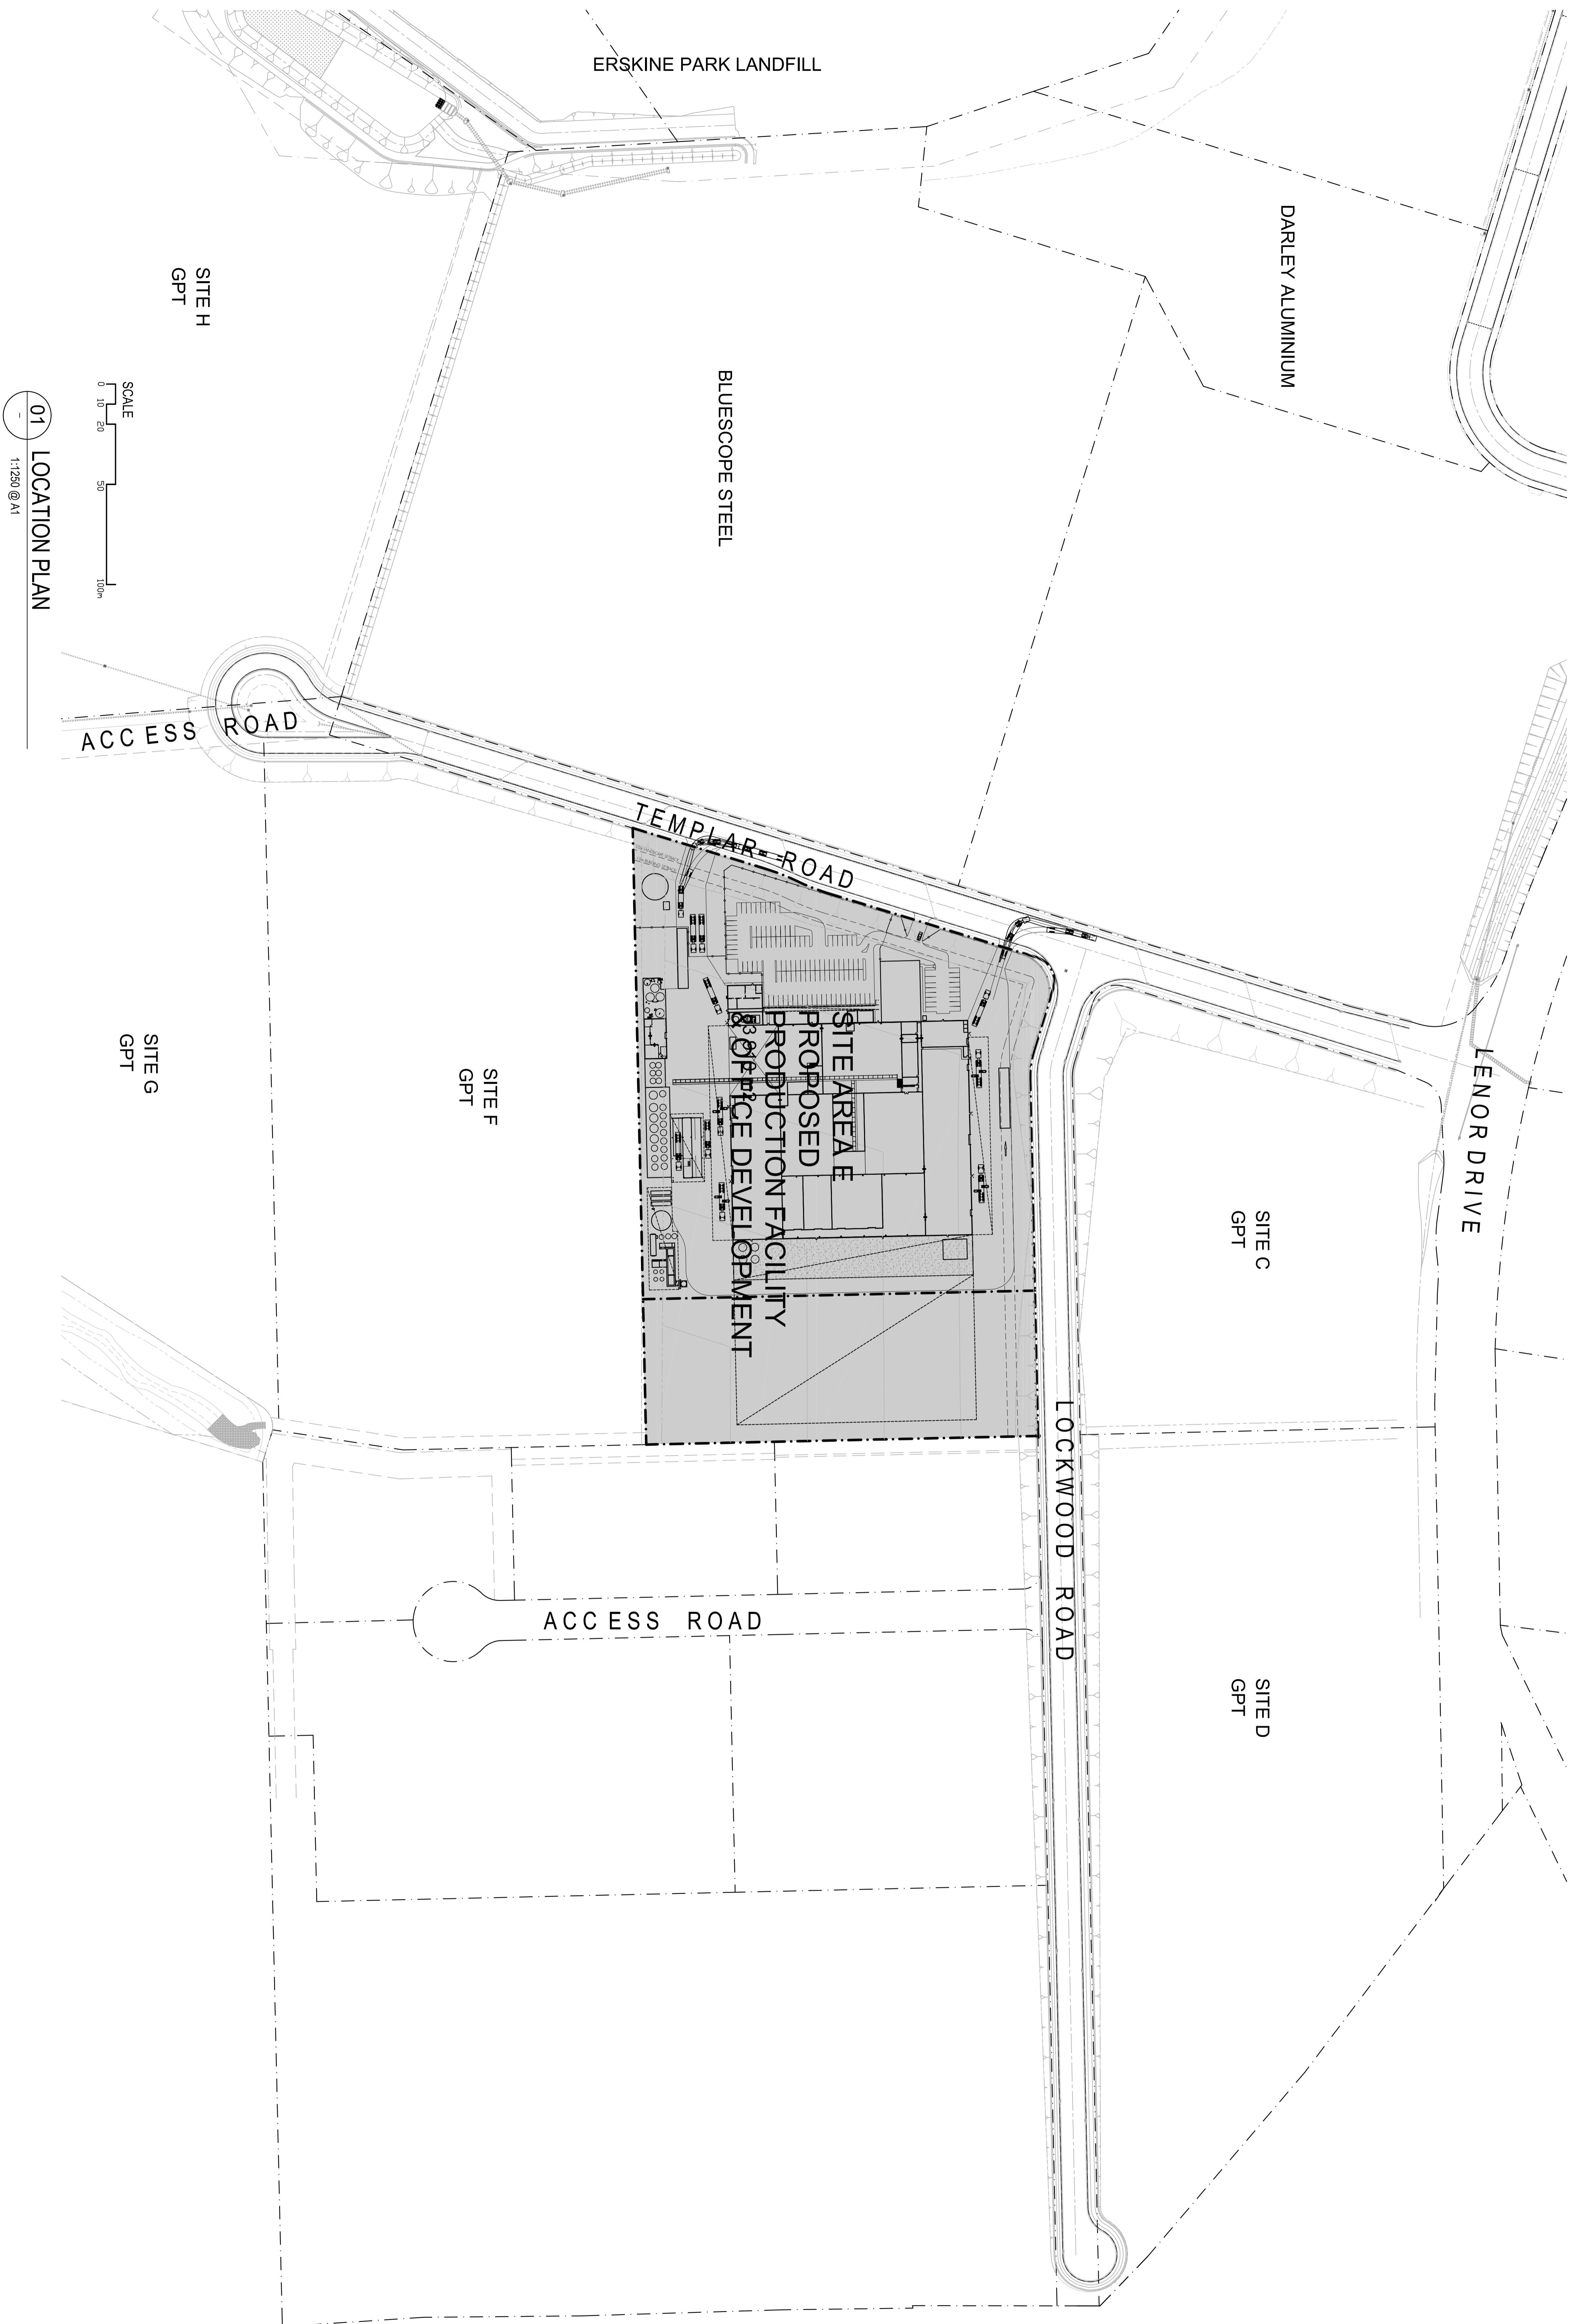 ERSKINE PARK LANDFILL
DARLEY ALUMINIUM
BLUESCOPE STEEL
SITE H
GPT
SCALE
0 10 20 50 100m
01
-
LOCATION PLAN
1:1250 @ A1
ACCESS ROAD
TEMPLAR ROAD
LENOR DRIVE
SITE AREA E
PROPOSED
PRODUCTION FACILITY
& OFFICE DEVELOPMENT
SITE F
GPT
SITE G
GPT
SITE C
GPT
LOCKWOOD ROAD
ACCESS ROAD
SITE D
GPT